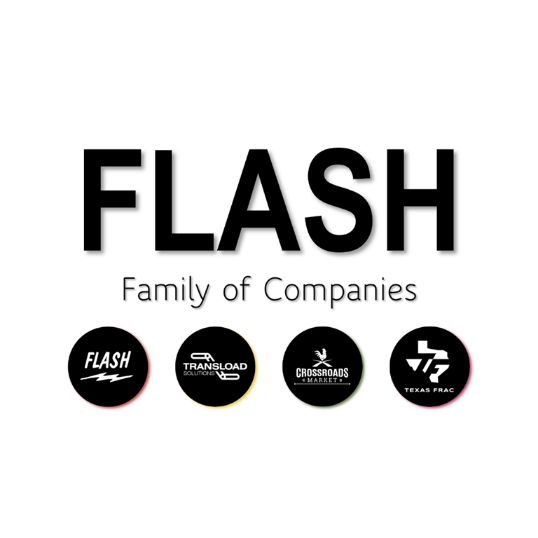 FLASH
Family of Companies
FLASH
TRANSLOAD
SOLUTIONS
CROSSROADS
MARKET
TEXAS FRAC